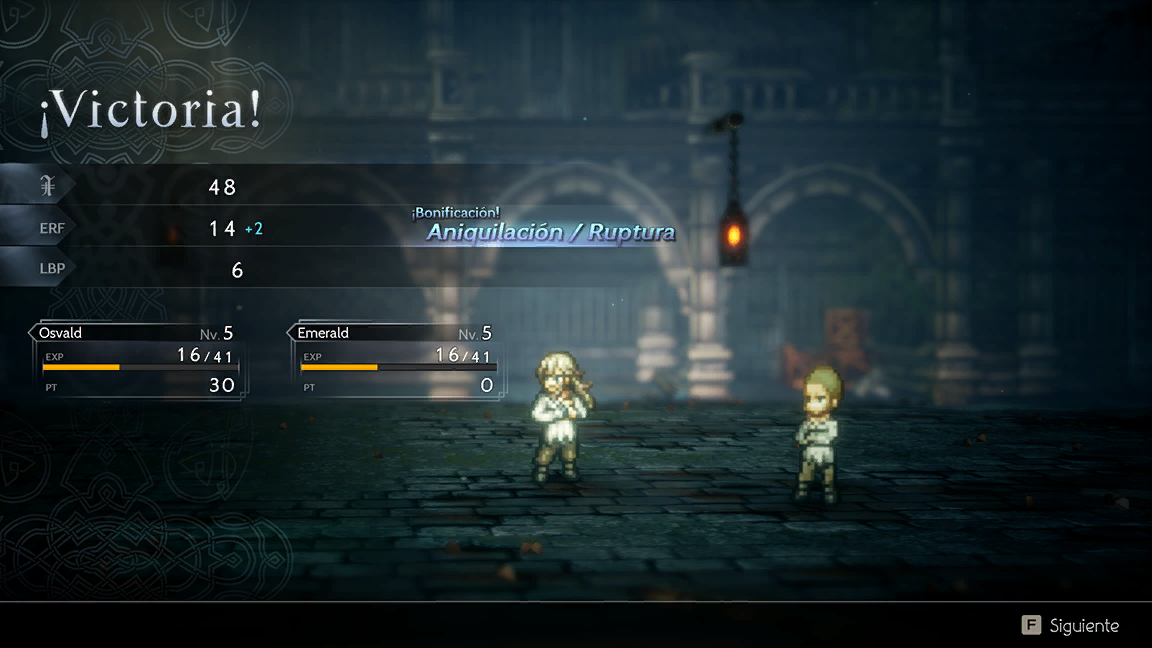 ¡Victoria!
48
ERF 14 +2
¡Bonificación!
Aniquilación / Ruptura
LBP 6
Osvald Nv. 5
EXP 16/41
PT 30
Emerald Nv. 5
EXP 16/41
PT 0
F Siguiente